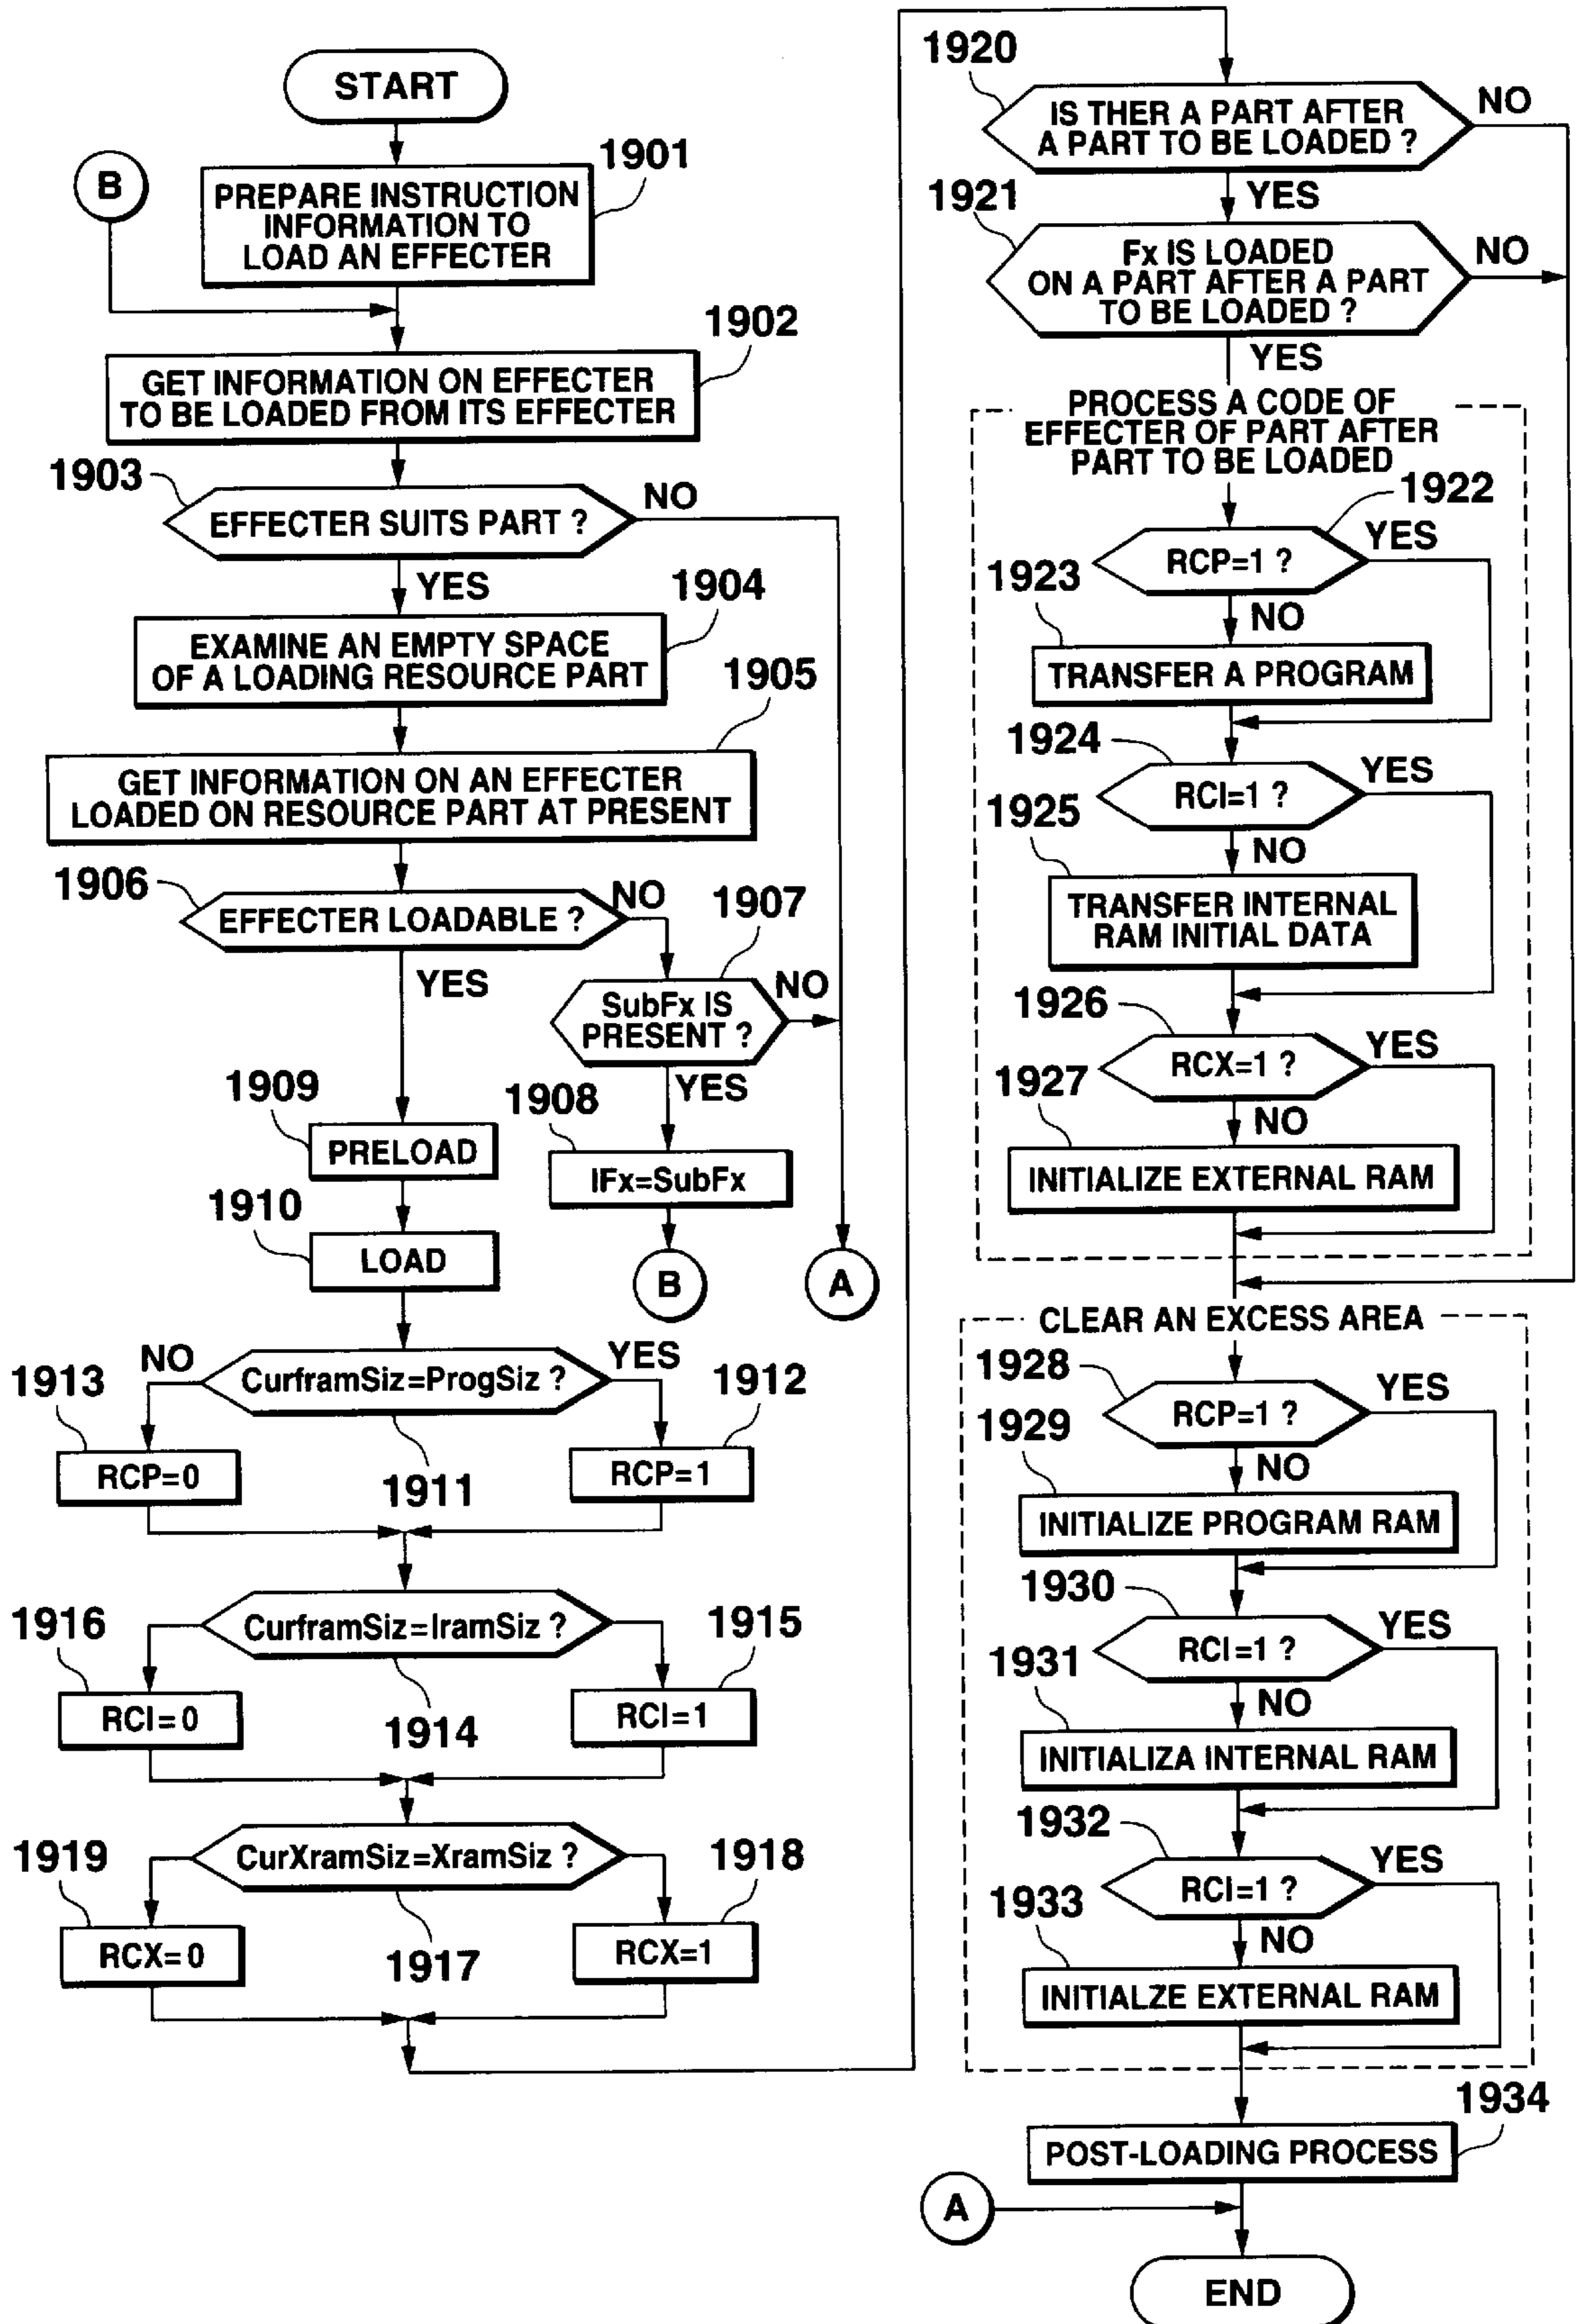 START
B
1901
PREPARE INSTRUCTION
INFORMATION TO
LOAD AN EFFECTER
1902
GET INFORMATION ON EFFECTER
TO BE LOADED FROM ITS EFFECTER
1903
EFFECTER SUITS PART ?
NO
YES
1904
EXAMINE AN EMPTY SPACE
OF A LOADING RESOURCE PART
1905
GET INFORMATION ON AN EFFECTER
LOADED ON RESOURCE PART AT PRESENT
1906
EFFECTER LOADABLE ?
NO
1907
YES
SubFx IS
PRESENT ?
NO
YES
1908
IFx=SubFx
1909
PRELOAD
1910
LOAD
B
A
1911
CurframSiz=ProgSiz ?
NO
YES
1913
RCP=0
1912
RCP=1
1914
CurframSiz=IramSiz ?
1916
RCI=0
1915
RCI=1
1917
CurXramSiz=XramSiz ?
1919
RCX=0
1918
RCX=1
1920
IS THER A PART AFTER
A PART TO BE LOADED ?
NO
YES
1921
Fx IS LOADED
ON A PART AFTER A PART
TO BE LOADED ?
NO
YES
PROCESS A CODE OF
EFFECTER OF PART AFTER
PART TO BE LOADED
1922
RCP=1 ?
YES
NO
1923
TRANSFER A PROGRAM
1924
RCI=1 ?
YES
NO
1925
TRANSFER INTERNAL
RAM INITIAL DATA
1926
RCX=1 ?
YES
NO
1927
INITIALIZE EXTERNAL RAM
CLEAR AN EXCESS AREA
1928
RCP=1 ?
YES
NO
1929
INITIALIZE PROGRAM RAM
1930
RCI=1 ?
YES
NO
1931
INITIALIZA INTERNAL RAM
1932
RCI=1 ?
YES
NO
1933
INITIALZE EXTERNAL RAM
1934
POST-LOADING PROCESS
A
END